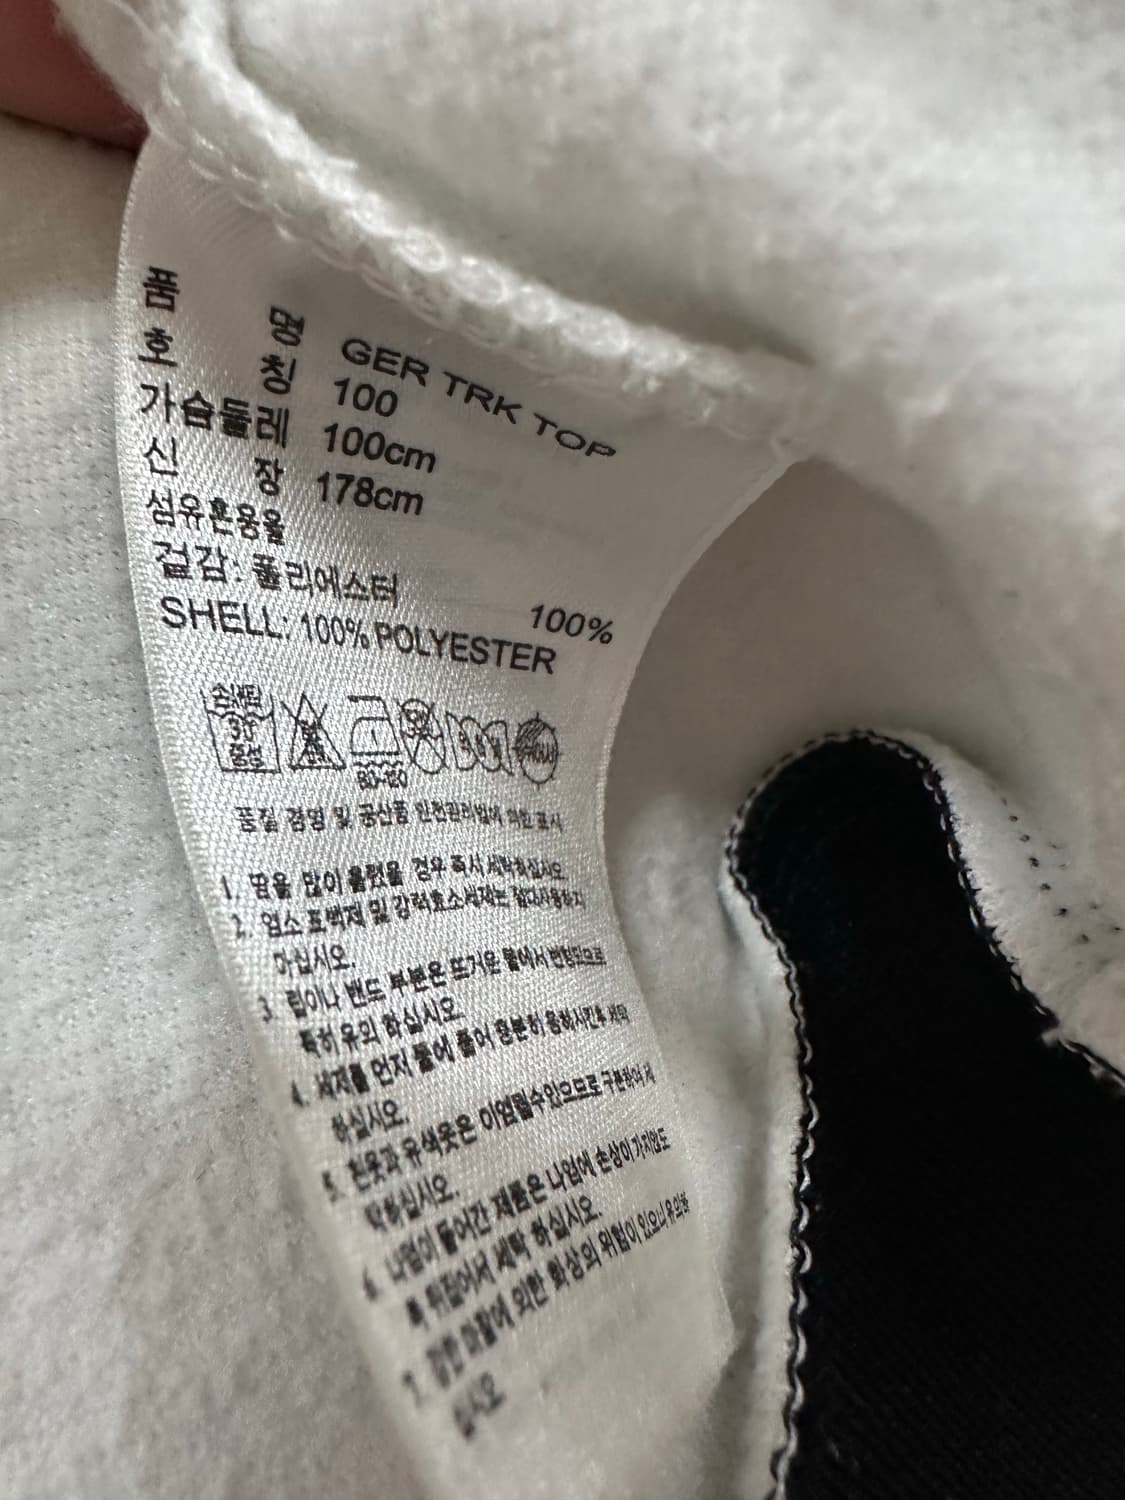 품 명 GER TRK TOP
호 칭 100
가슴둘레 100cm
신 장 178cm
섬유혼용율
겉감: 폴리에스터 100%
SHELL: 100% POLYESTER
80-120
품질 경영 및 공산품 안전관리법에 의한 표시
1. 땀을 많이 흘렸을 경우 즉시 세탁하십시오
2. 염소 표백제 및 강력효소세제는 절대사용하지
마십시오.
3. 립이나 밴드 부분은 뜨거운 물에서 변형되므로
특히 유의 하십시오
4. 세제를 먼저 물에 풀어 충분히 용해시킨후 세탁
하십시오.
5. 흰옷과 유색옷은 이염될수있으므로 구분하여 세
탁하십시오.
6. 나염이 들어간 제품은 나염에 손상이 가지않도
록 뒤집어서 세탁 하십시오.
7. 강한 마찰에 의한 화상의 위험이 있으니 유의하
십시오